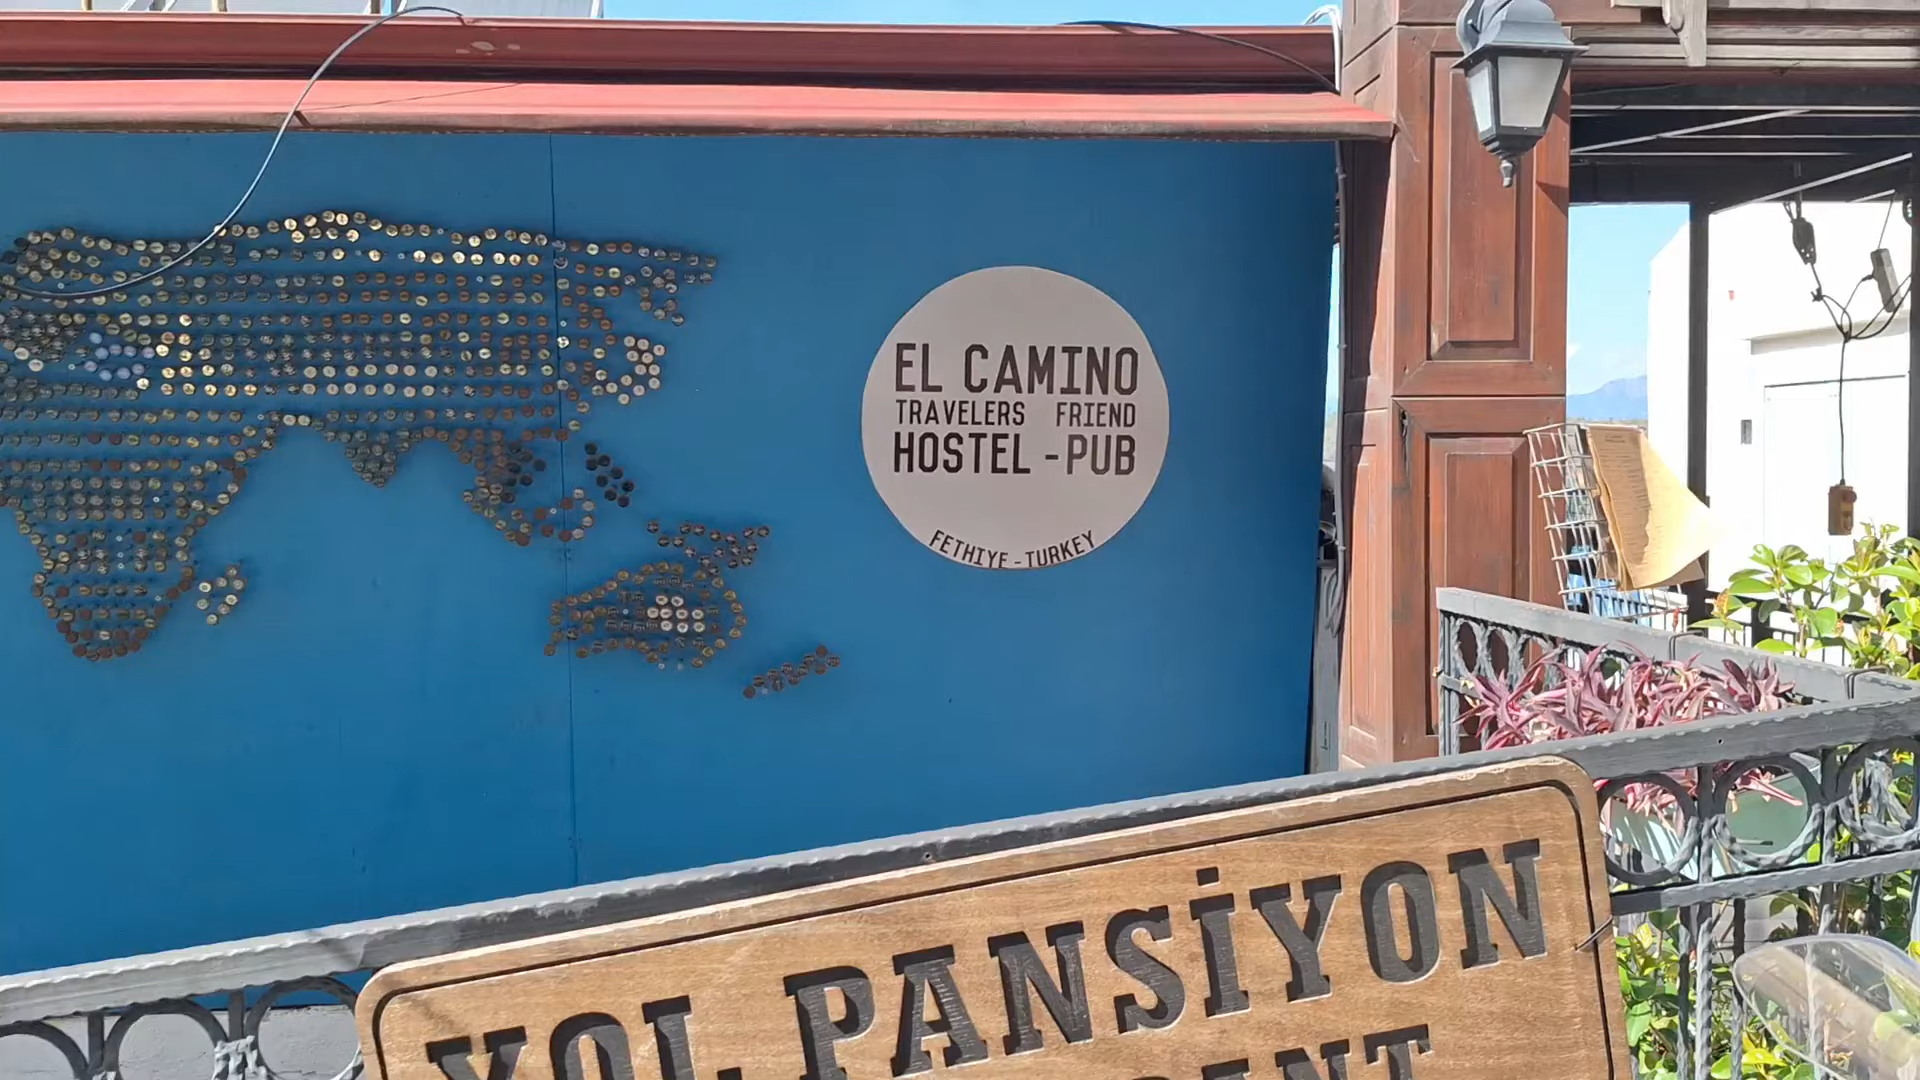 EL CAMINO
TRAVELERS FRIEND
HOSTEL - PUB
FETHIYE - TURKEY
YOL PANSİYON